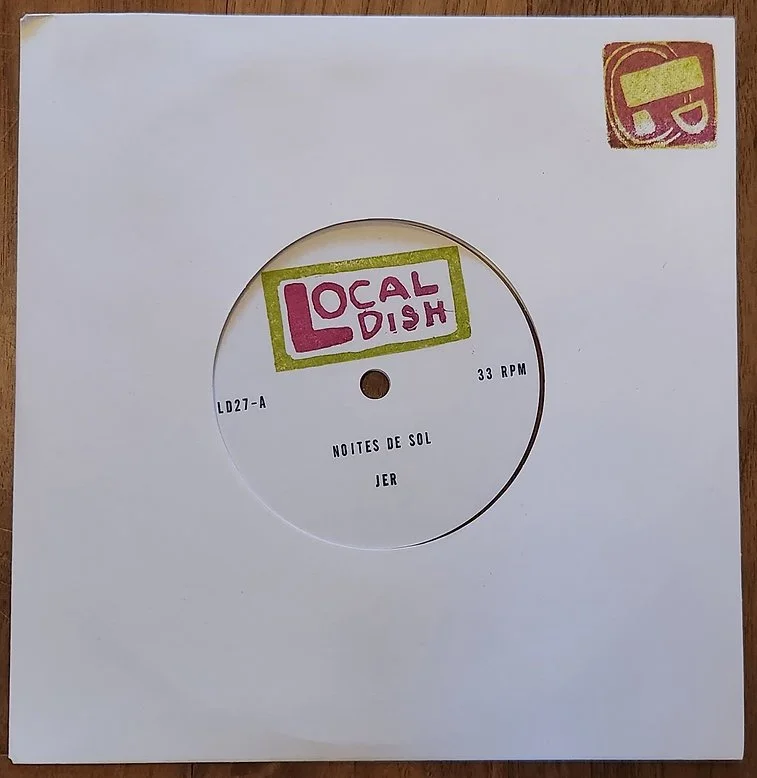 LOCAL
DISH
33 RPM
LD27-A
NOITES DE SOL
JER